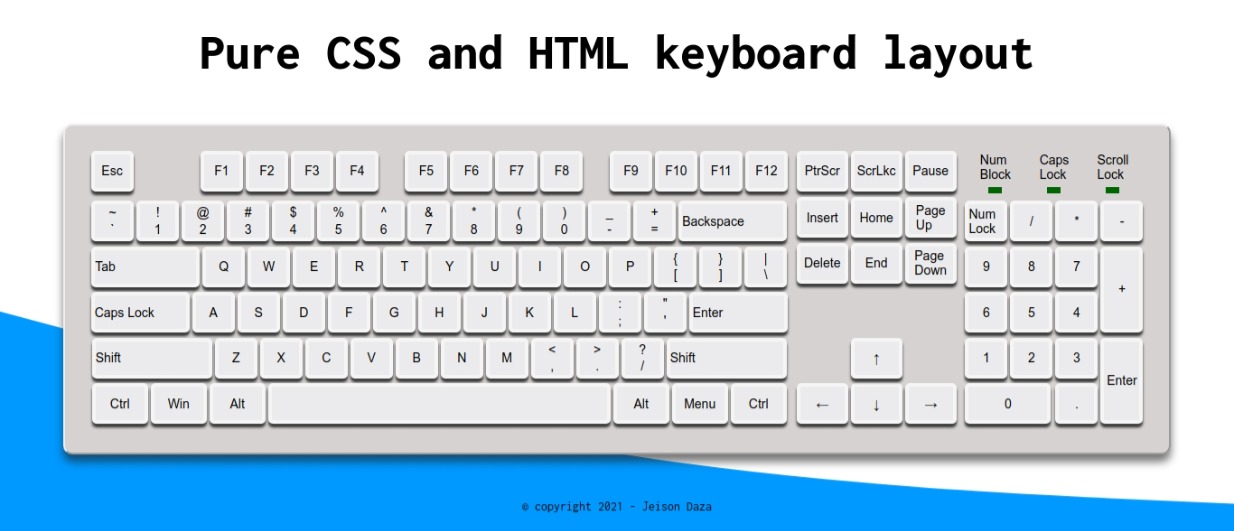 Pure CSS and HTML keyboard layout
Esc F1 F2 F3 F4 F5 F6 F7 F8 F9 F10 F11 F12 PtrScr ScrLkc Pause
Num Block Caps Lock Scroll Lock
~ ` ! 1 @ 2 # 3 $ 4 % 5 ^ 6 & 7 * 8 ( 9 ) 0 _ - + = Backspace Insert Home Page Up Num Lock / * -
Tab Q W E R T Y U I O P { [ } ] | \ Delete End Page Down 9 8 7 +
Caps Lock A S D F G H J K L : ; " ' Enter 6 5 4
Shift Z X C V B N M < , > . ? / Shift ↑ 1 2 3 Enter
Ctrl Win Alt Alt Menu Ctrl ← ↓ → 0 .
© copyright 2021 - Jeison Daza